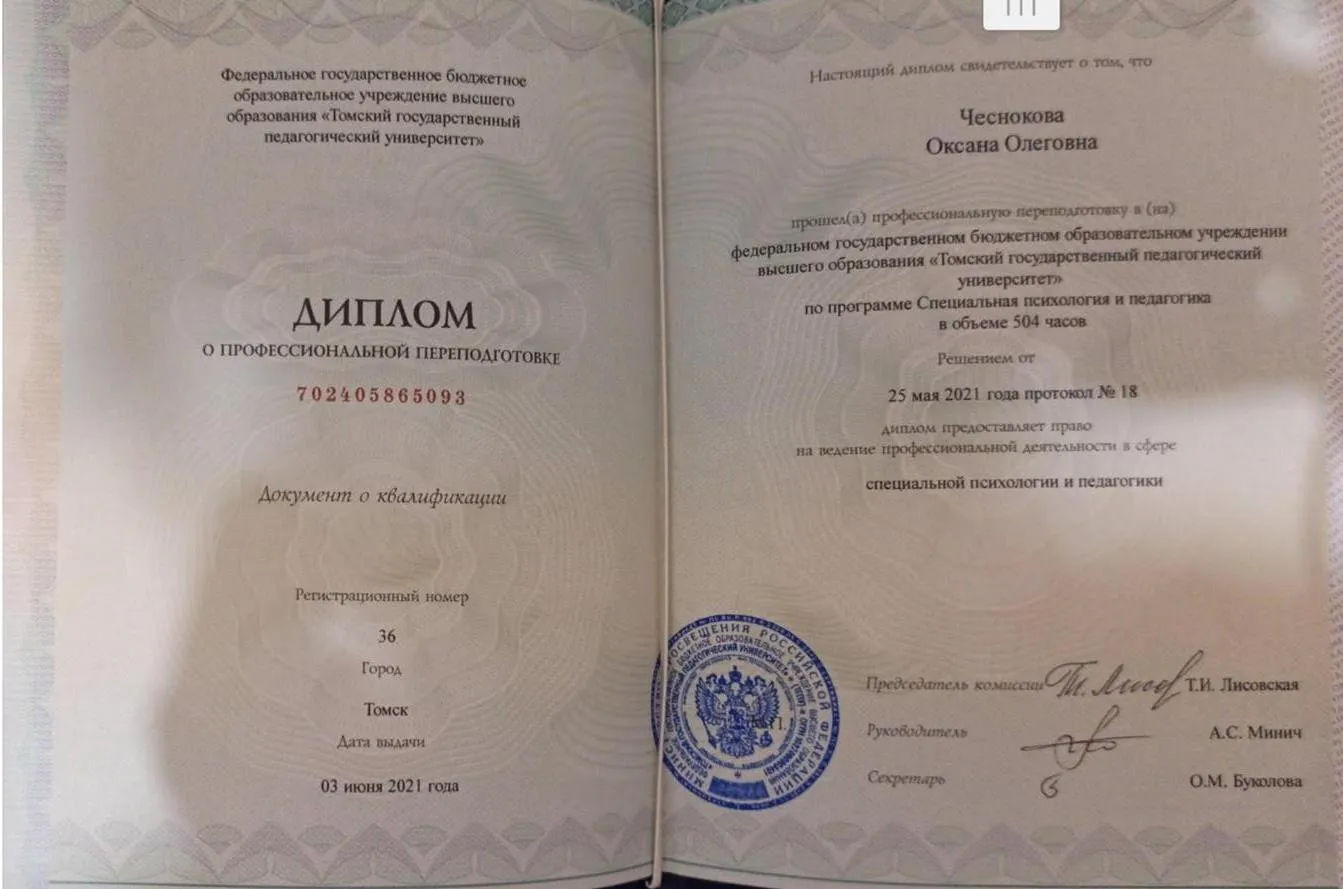 Федеральное государственное бюджетное
образовательное учреждение высшего
образования «Томский государственный
педагогический университет»
ДИПЛОМ
О ПРОФЕССИОНАЛЬНОЙ ПЕРЕПОДГОТОВКЕ
702405865093
Документ о квалификации
Регистрационный номер
36
Город
Томск
Дата выдачи
03 июня 2021 года
Настоящий диплом свидетельствует о том, что
Чеснокова
Оксана Олеговна
прошел(а) профессиональную переподготовку в (на)
федеральном государственном бюджетном образовательном учреждении
высшего образования «Томский государственный педагогический
университет»
по программе Специальная психология и педагогика
в объеме 504 часов
Решением от
25 мая 2021 года протокол № 18
диплом предоставляет право
на ведение профессиональной деятельности в сфере
специальной психологии и педагогики
Председатель комиссии Т.И. Лисовская
Руководитель А.С. Минич
Секретарь О.М. Буколова
РОССИЙСКОЙ ФЕДЕРАЦИИ